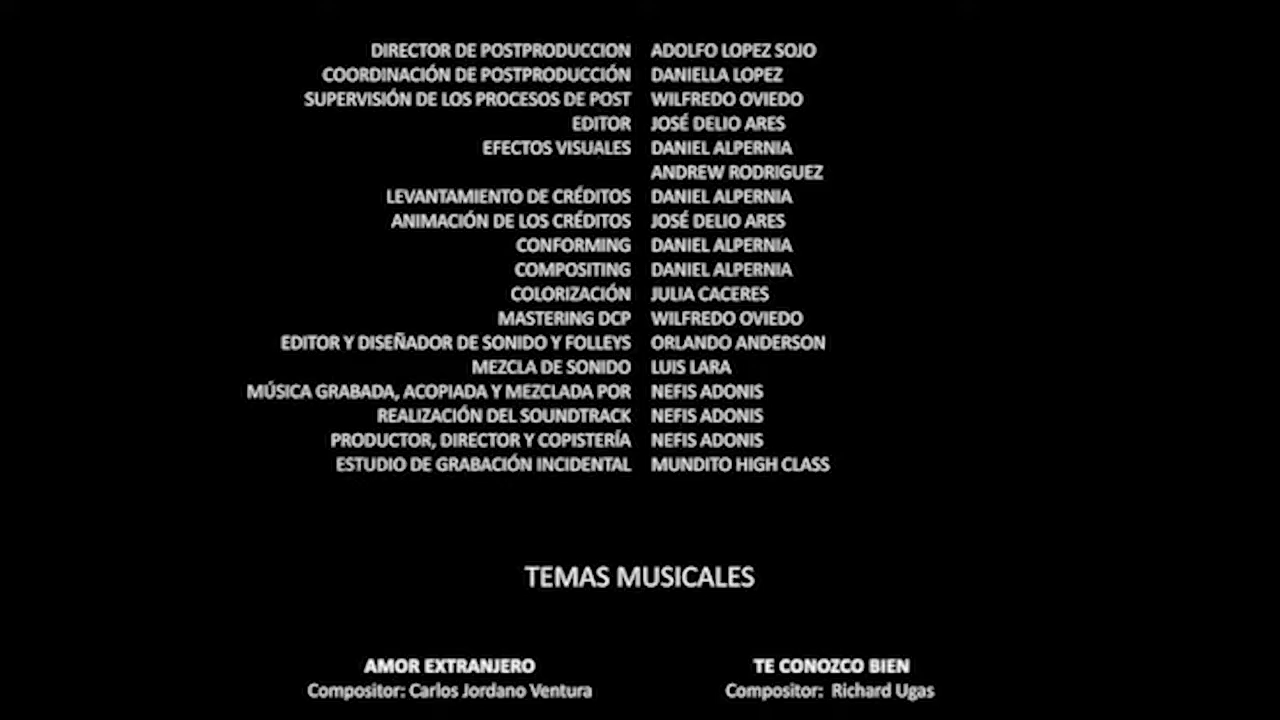 DIRECTOR DE POSTPRODUCCION ADOLFO LOPEZ SOJO
COORDINACIÓN DE POSTPRODUCCIÓN DANIELLA LOPEZ
SUPERVISIÓN DE LOS PROCESOS DE POST WILFREDO OVIEDO
EDITOR JOSÉ DELIO ARES
EFECTOS VISUALES DANIEL ALPERNIA
ANDREW RODRIGUEZ
LEVANTAMIENTO DE CRÉDITOS DANIEL ALPERNIA
ANIMACIÓN DE LOS CRÉDITOS JOSÉ DELIO ARES
CONFORMING DANIEL ALPERNIA
COMPOSITING DANIEL ALPERNIA
COLORIZACIÓN JULIA CACERES
MASTERING DCP WILFREDO OVIEDO
EDITOR Y DISEÑADOR DE SONIDO Y FOLLEYS ORLANDO ANDERSON
MEZCLA DE SONIDO LUIS LARA
MÚSICA GRABADA, ACOPIADA Y MEZCLADA POR NEFIS ADONIS
REALIZACIÓN DEL SOUNDTRACK NEFIS ADONIS
PRODUCTOR, DIRECTOR Y COPISTERÍA NEFIS ADONIS
ESTUDIO DE GRABACIÓN INCIDENTAL MUNDITO HIGH CLASS
TEMAS MUSICALES
AMOR EXTRANJERO TE CONOZCO BIEN
Compositor: Carlos Jordano Ventura Compositor: Richard Ugas